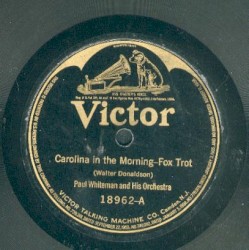 HIS MASTER'S VOICE
Victor
Carolina in the Morning-Fox Trot
(Walter Donaldson)
Paul Whiteman and His Orchestra
18962-A
VICTOR TALKING MACHINE CO. Camden, N.J.